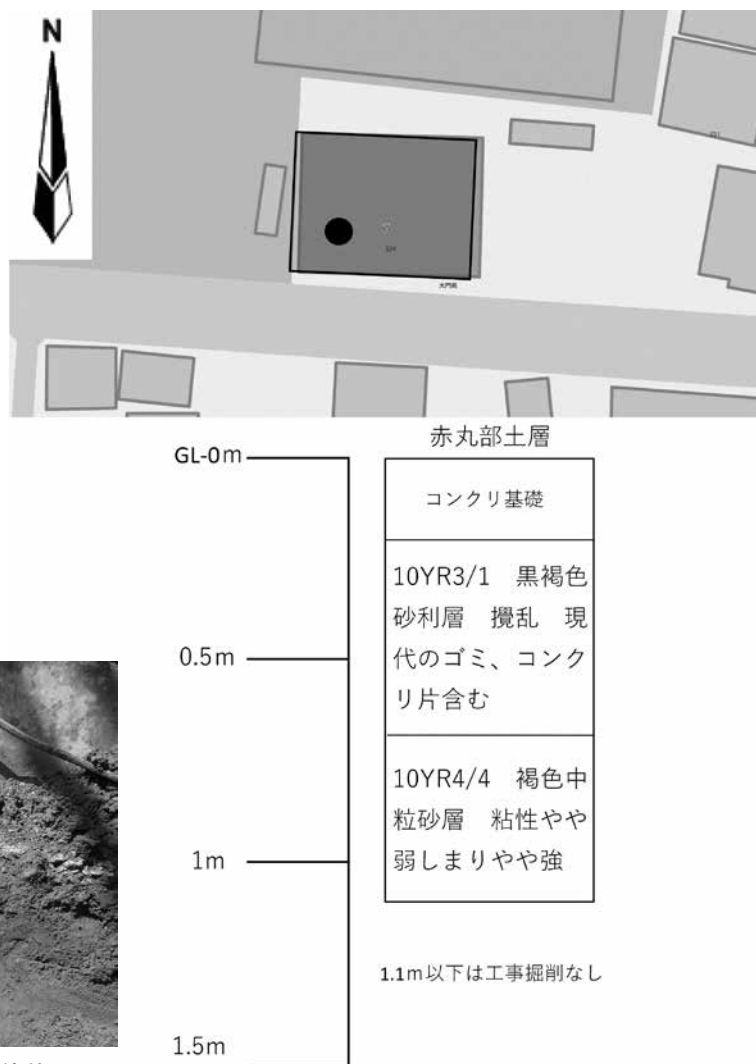 N
大門西
赤丸部土層
GL-0m
コンクリ基礎
10YR3/1 黒褐色
砂利層 攪乱 現
代のゴミ、コンク
リ片含む
0.5m
10YR4/4 褐色中
粒砂層 粘性やや
弱しまりやや強
1m
1.1m以下は工事掘削なし
1.5m